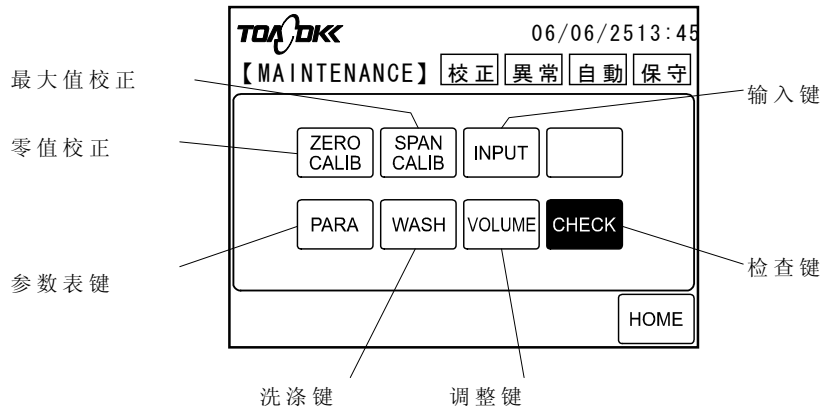 TOADKK 06/06/2513:45
【MAINTENANCE】 校正 異常 自動 保守
最大值校正
零值校正
输入键
ZERO CALIB
SPAN CALIB
INPUT
PARA
WASH
VOLUME
CHECK
参数表键
检查键
HOME
洗涤键
调整键